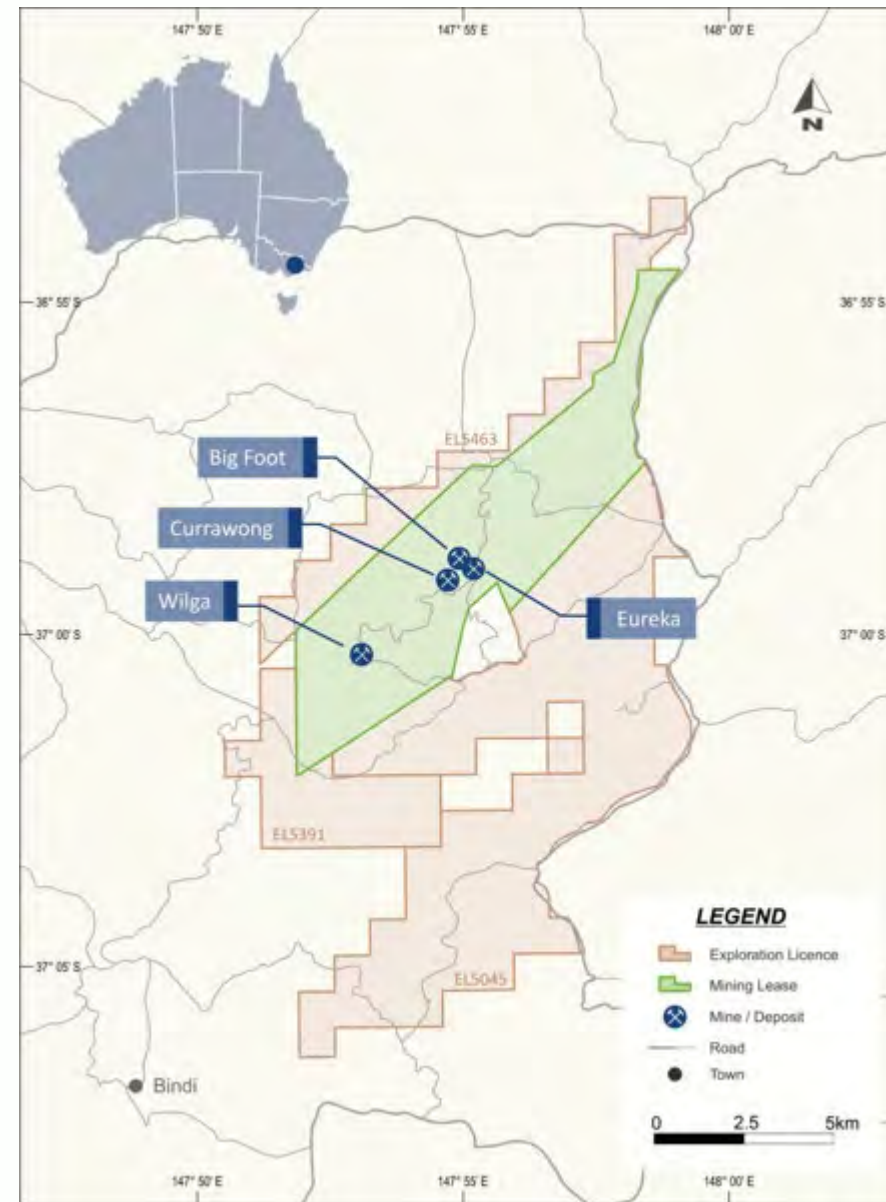 147° 50' E
147° 55' E
148° 00' E
N
36° 55' S
36° 55' S
EL5463
Big Foot
Currawong
Wilga
Eureka
37° 00' S
37° 00' S
EL5391
EL5045
37° 05' S
37° 05' S
Bindi
LEGEND
Exploration Licence
Mining Lease
Mine / Deposit
Road
Town
0 2.5 5km
147° 50' E
147° 55' E
148° 00' E